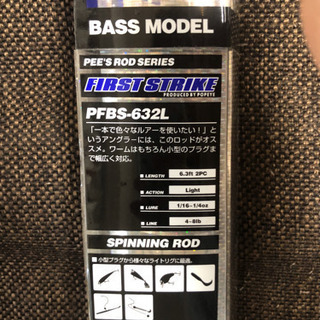 BASS MODEL
PEE'S ROD SERIES
FIRST STRIKE
PRODUCED BY POPEYE
PFBS-632L
「一本で色々なルアーを使いたい!」と
いうアングラーには、このロッドがオス
スメ。ワームはもちろん小型のプラグま
で幅広く対応。
■ LENGTH 6.3ft 2PC
■ ACTION Light
■ LURE 1/16~1/4oz
■ LINE 4~8lb
SPINNING ROD
■ 小型プラグから様々なライトリグに最適。